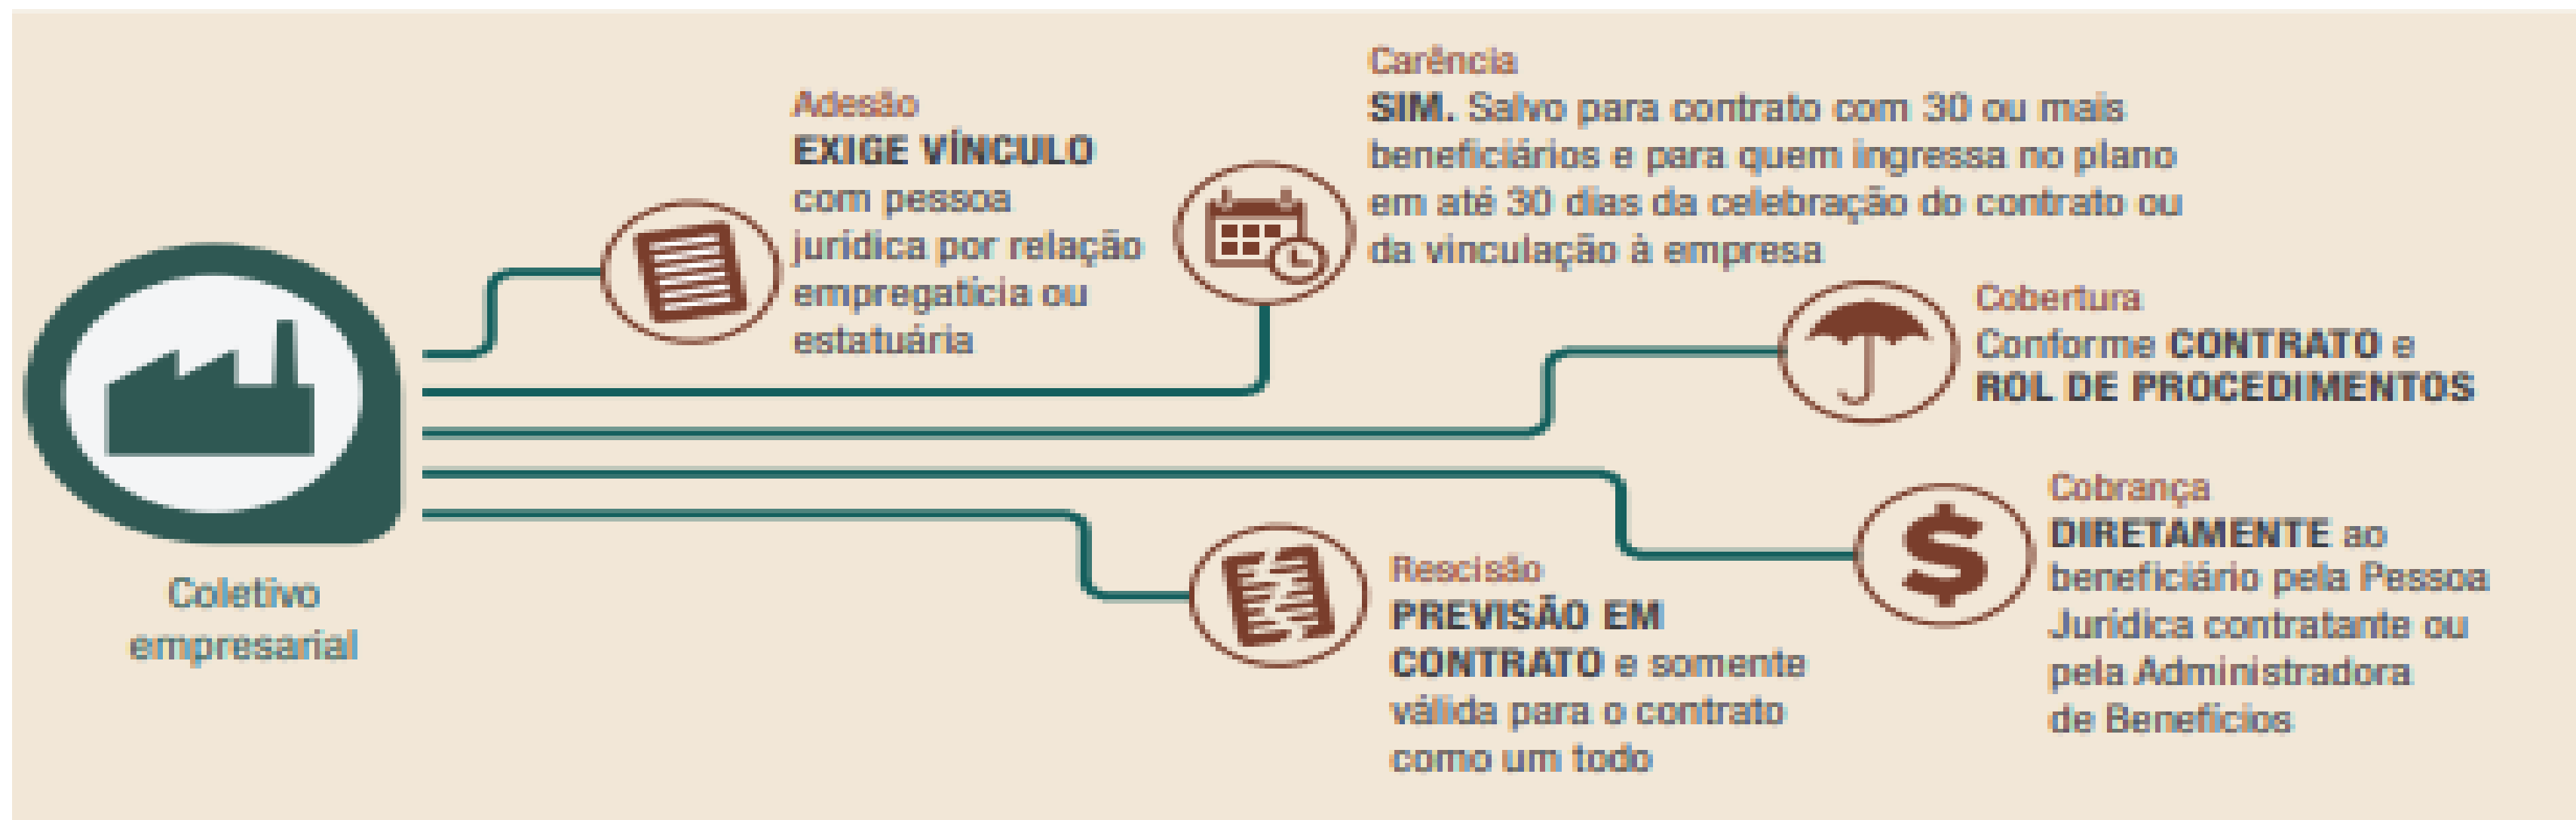 Coletivo
empresarial
Adesão
EXIGE VÍNCULO
com pessoa
jurídica por relação
empregatícia ou
estatuária
Carência
SIM. Salvo para contrato com 30 ou mais
beneficiários e para quem ingressa no plano
em até 30 dias da celebração do contrato ou
da vinculação à empresa
Cobertura
Conforme CONTRATO e
ROL DE PROCEDIMENTOS
Cobrança
DIRETAMENTE ao
beneficiário pela Pessoa
Jurídica contratante ou
pela Administradora
de Benefícios
Rescisão
PREVISÃO EM
CONTRATO e somente
válida para o contrato
como um todo